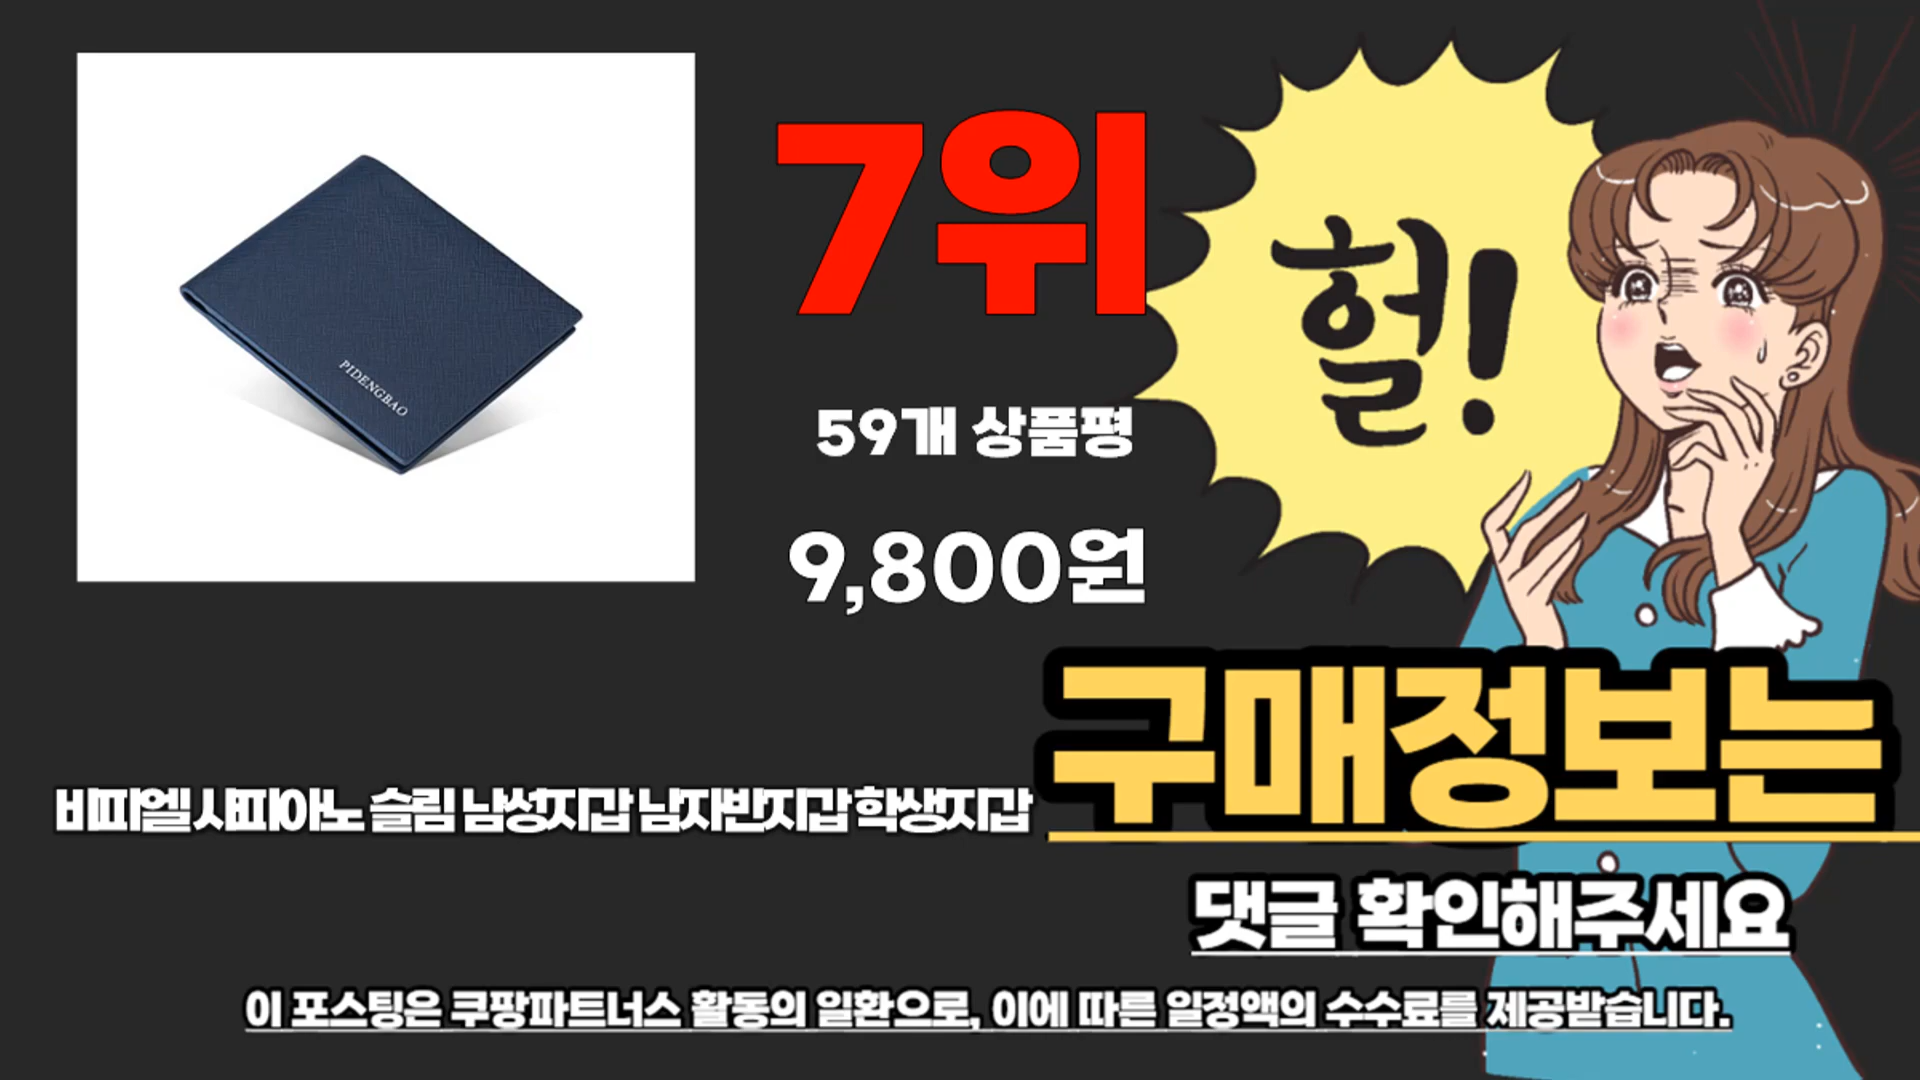 PIDENGBAO
7위
헐!
59개 상품평
9,800원
구매정보는
비피엘 샤피아노 슬림 남성지갑 남자반지갑 학생지갑
댓글 확인해주세요
이 포스팅은 쿠팡파트너스 활동의 일환으로, 이에 따른 일정액의 수수료를 제공받습니다.